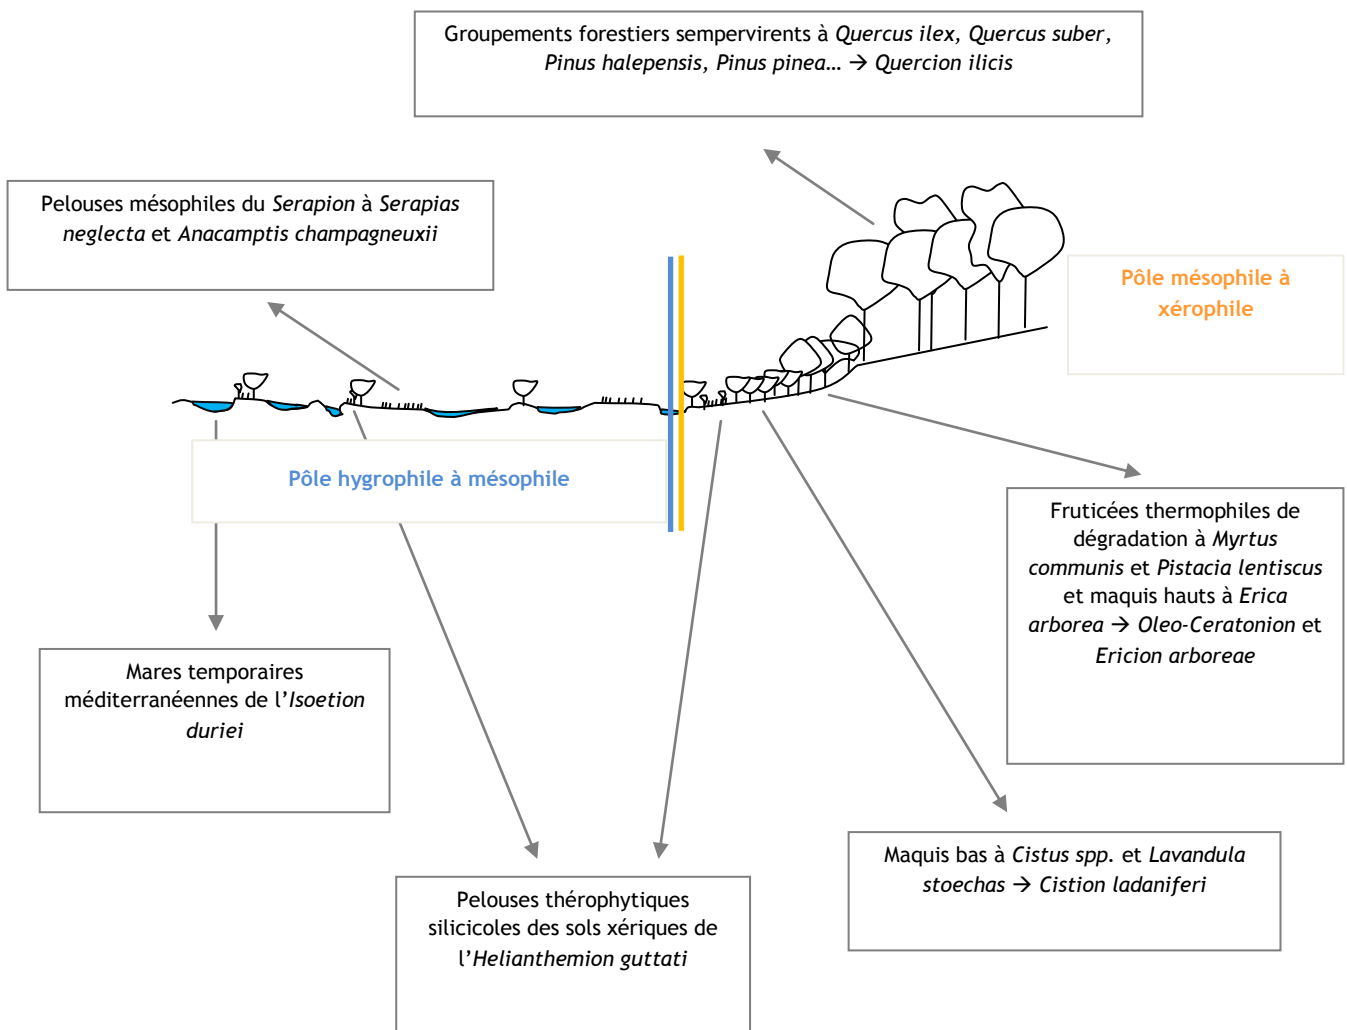 Groupements forestiers sempervirents à Quercus ilex, Quercus suber,
Pinus halepensis, Pinus pinea… → Quercion ilicis
Pelouses mésophiles du Serapion à Serapias
neglecta et Anacamptis champagneuxii
Pôle mésophile à
xérophile
Pôle hygrophile à mésophile
Fruticées thermophiles de
dégradation à Myrtus
communis et Pistacia lentiscus
et maquis hauts à Erica
arborea → Oleo-Ceratonion et
Ericion arboreae
Mares temporaires
méditerranéennes de l’Isoetion
duriei
Maquis bas à Cistus spp. et Lavandula
stoechas → Cistion ladaniferi
Pelouses thérophytiques
silicicoles des sols xériques de
l’Helianthemion guttati